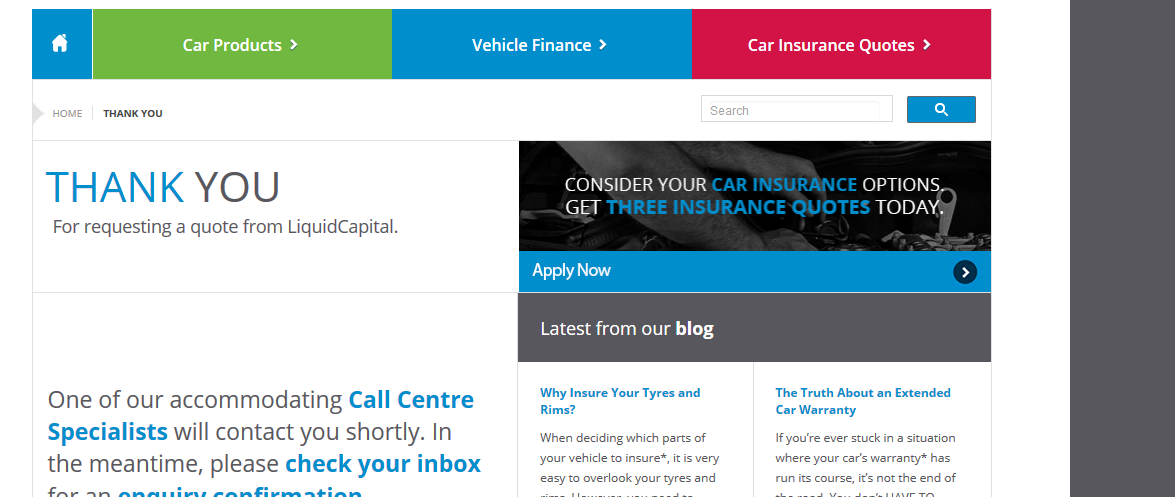 Car Products
Vehicle Finance
Car Insurance Quotes
HOME
THANK YOU
Search
THANK YOU
For requesting a quote from LiquidCapital.
CONSIDER YOUR CAR INSURANCE OPTIONS.
GET THREE INSURANCE QUOTES TODAY.
Apply Now
One of our accommodating Call Centre
Specialists will contact you shortly. In
the meantime, please check your inbox
for an enquiry confirmation
Latest from our blog
Why Insure Your Tyres and
Rims?
When deciding which parts of
your vehicle to insure*, it is very
easy to overlook your tyres and
rims. However, you need to
The Truth About an Extended
Car Warranty
If you're ever stuck in a situation
where your car's warranty* has
run its course, it's not the end of
the road. You don't HAVE TO